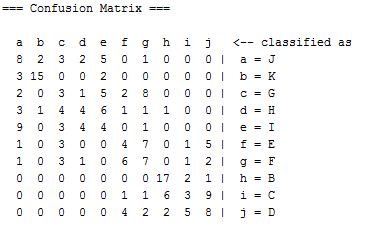 === Confusion Matrix ===
a b c d e f g h i j <-- classified as
8 2 3 2 5 0 1 0 0 0 | a = J
3 15 0 0 2 0 0 0 0 0 | b = K
2 0 3 1 5 2 8 0 0 0 | c = G
3 1 4 4 6 1 1 1 0 0 | d = H
9 0 3 4 4 0 1 0 0 0 | e = I
1 0 3 0 0 4 7 0 1 5 | f = E
1 0 3 1 0 6 7 0 1 2 | g = F
0 0 0 0 0 0 0 17 2 1 | h = B
0 0 0 0 0 1 1 6 3 9 | i = C
0 0 0 0 0 4 2 2 5 8 | j = D